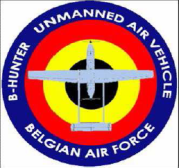 B-HUNTER UNMANNED AIR VEHICLE
BELGIAN AIR FORCE